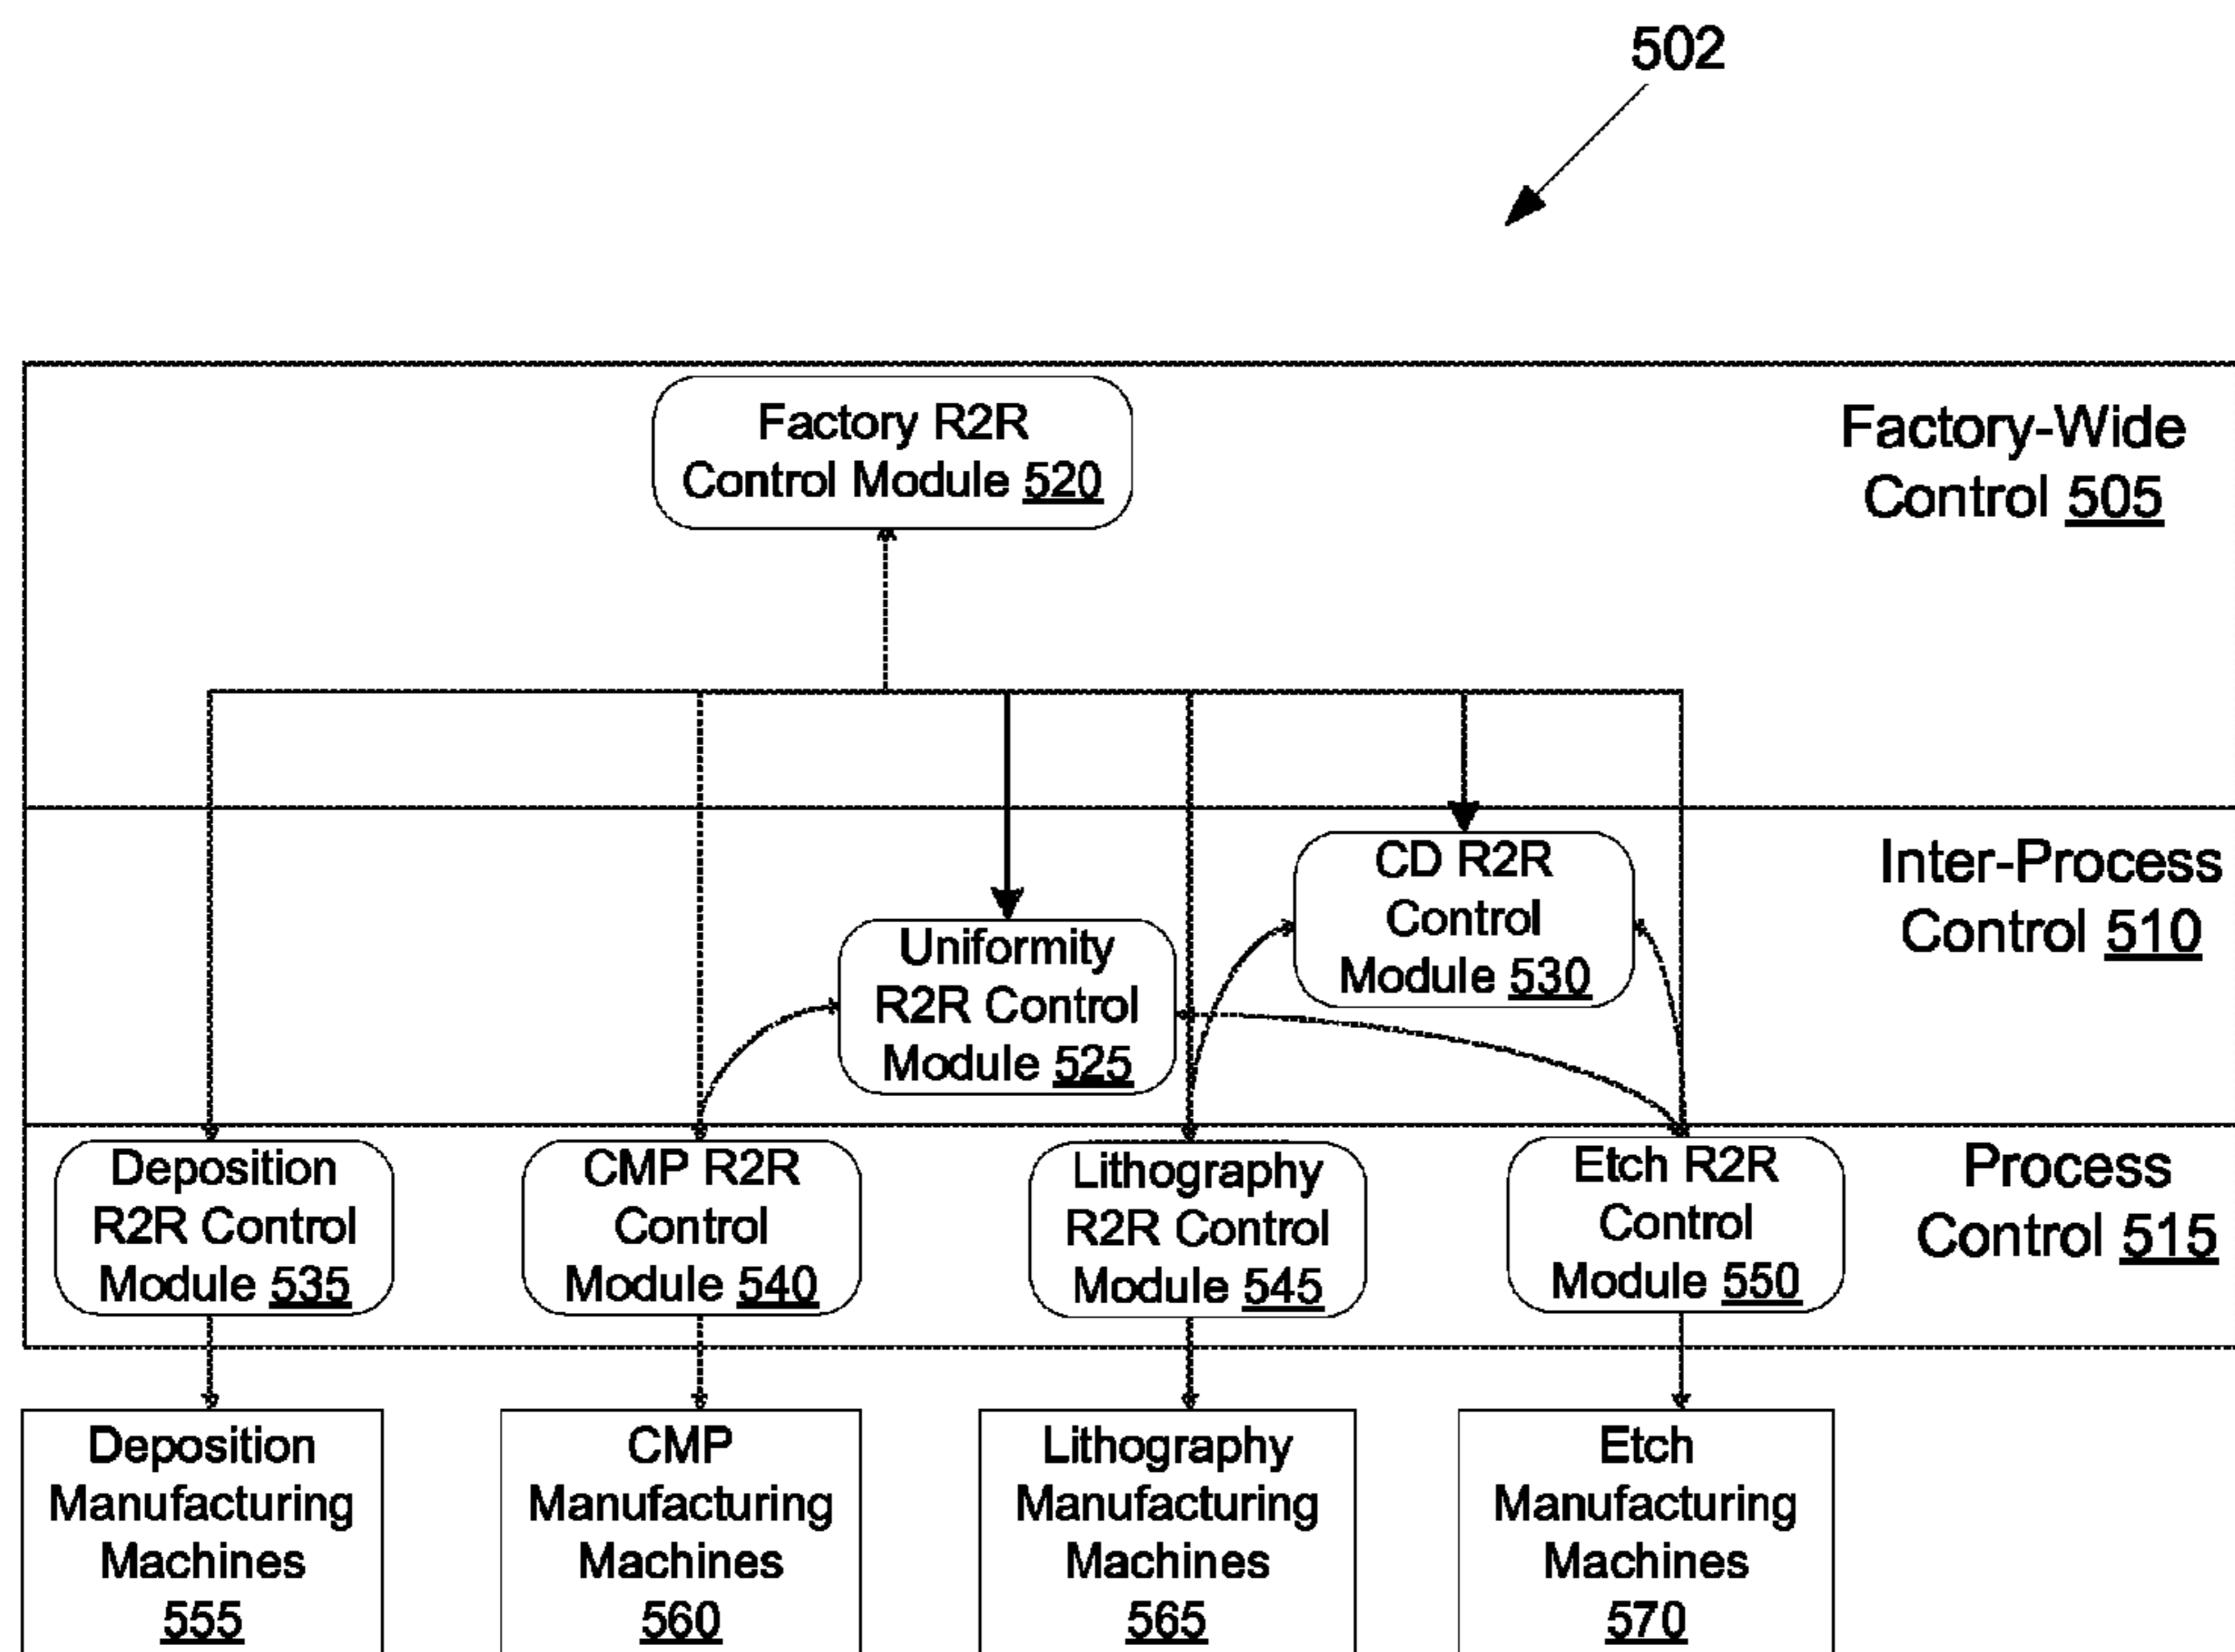 502
Factory R2R
Control Module 520
Factory-Wide
Control 505
CD R2R
Control
Module 530
Inter-Process
Control 510
Uniformity
R2R Control
Module 525
Deposition
R2R Control
Module 535
CMP R2R
Control
Module 540
Lithography
R2R Control
Module 545
Etch R2R
Control
Module 550
Process
Control 515
Deposition
Manufacturing
Machines
555
CMP
Manufacturing
Machines
560
Lithography
Manufacturing
Machines
565
Etch
Manufacturing
Machines
570